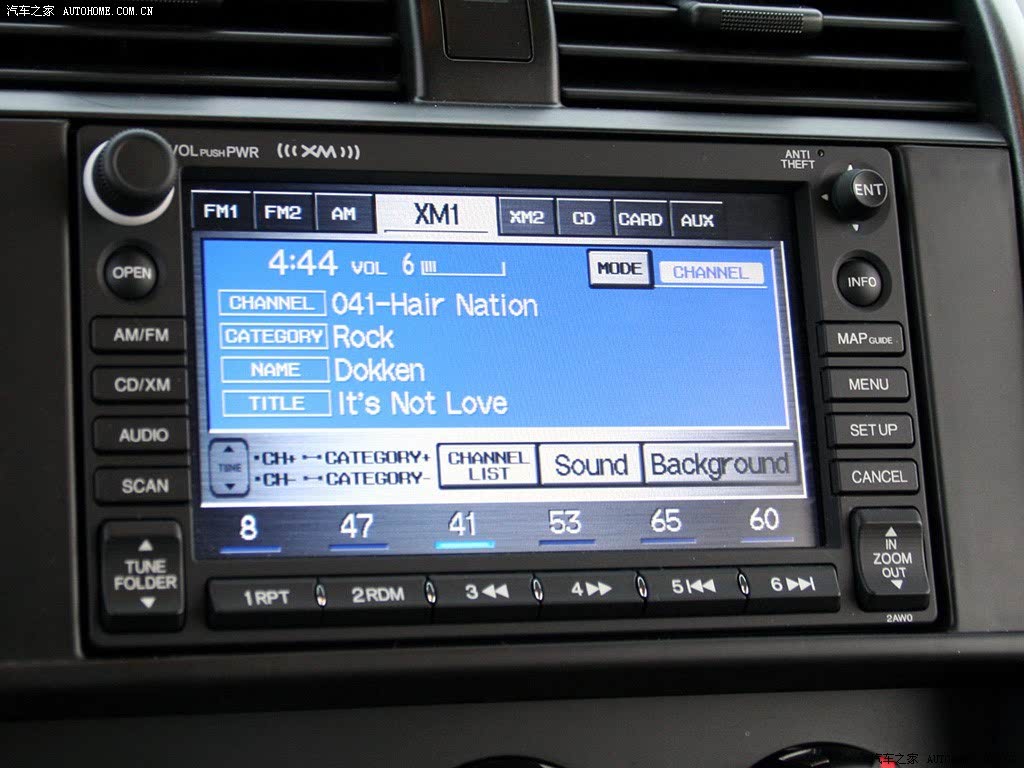 汽车之家 AUTOHOME.COM.CN
VOL PUSH PWR (((XM)))
ANTI THEFT
ENT
FM1 FM2 AM XM1 XM2 CD CARD AUX
OPEN
4:44 VOL 6 MODE CHANNEL
INFO
CHANNEL 041-Hair Nation
AM/FM
CATEGORY Rock
MAP GUIDE
NAME Dokken
CD/XM
MENU
TITLE It's Not Love
AUDIO
SET UP
TUNE
•CH+ •–CATEGORY+
•CH- •–CATEGORY-
CHANNEL LIST
Sound
Background
SCAN
CANCEL
8 47 41 53 65 60
TUNE
FOLDER
IN
ZOOM
OUT
1 RPT 2 RDM 3 ◀◀ 4 ▶▶ 5 |◀◀ 6 ▶▶|
2AW0
汽车之家 AUTOHOME.COM.CN